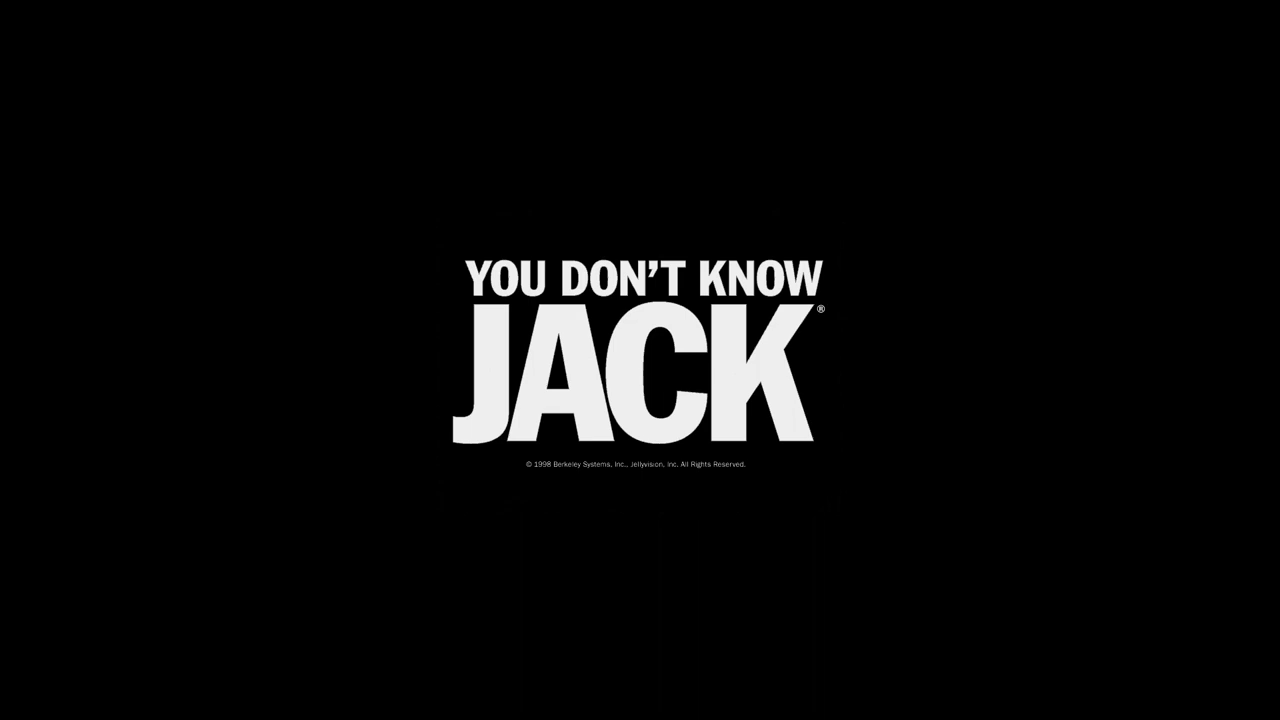 YOU DON’T KNOW
JACK®
© 1998 Berkeley Systems, Inc., Jellyvision, Inc. All Rights Reserved.